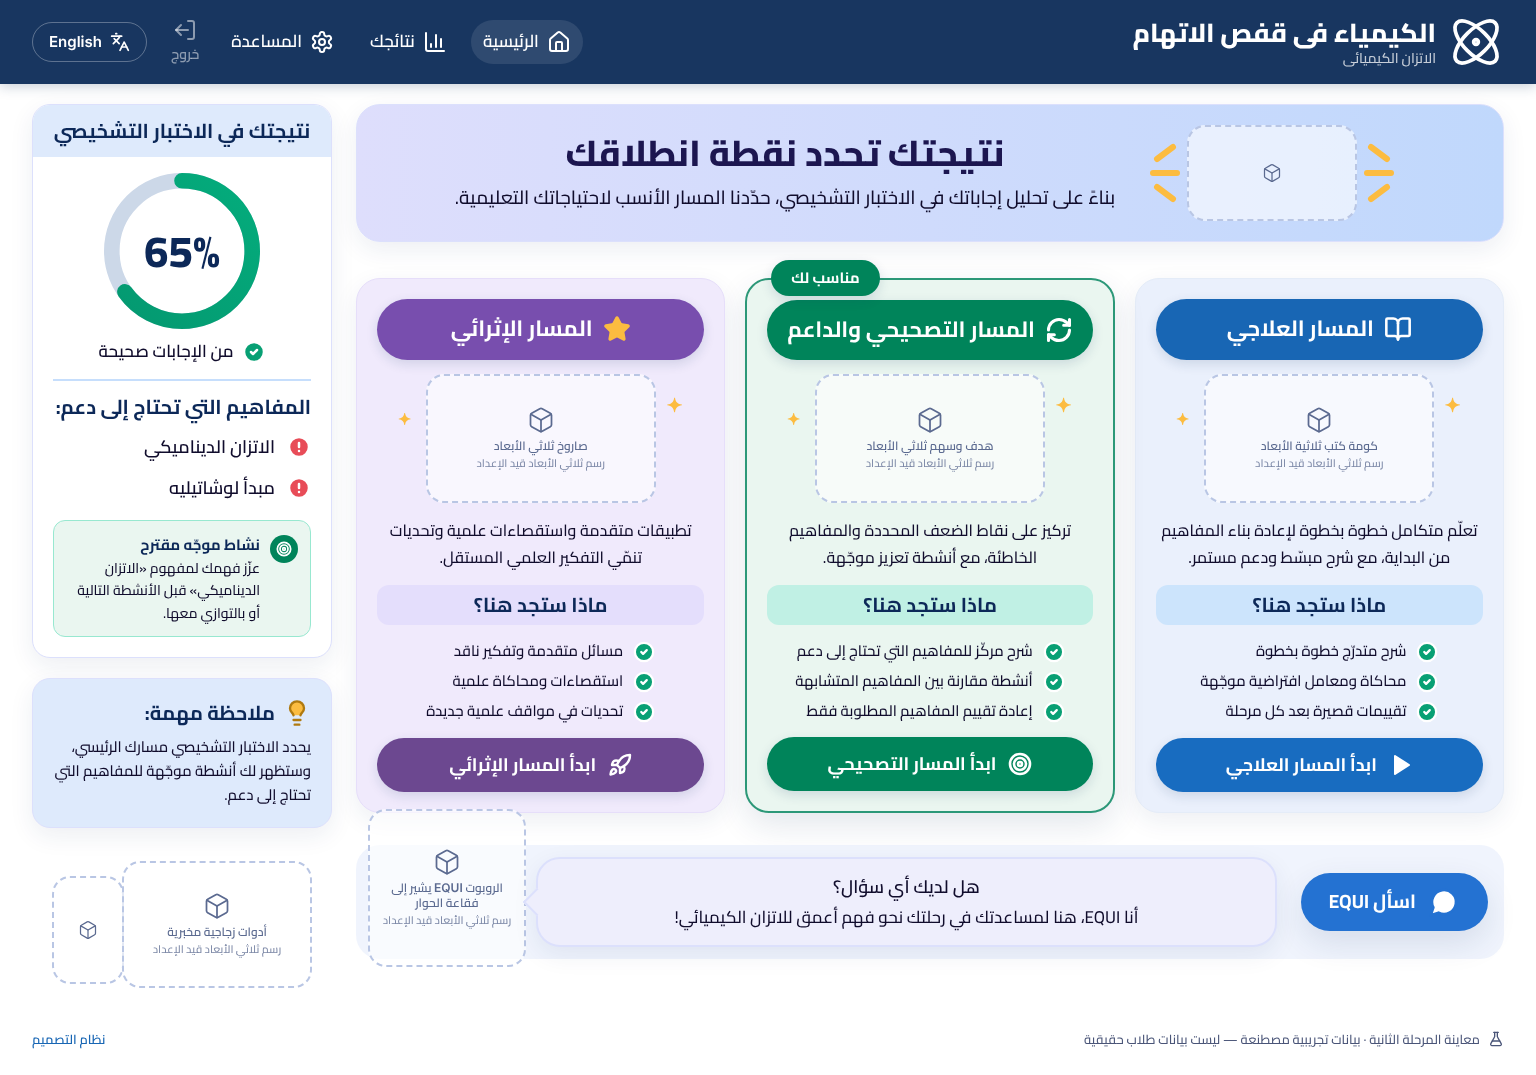 الكيمياء فى قفص الاتهام
الاتزان الكيميائى
الرئيسية
نتائجك
المساعدة
خروج
English
نتيجتك تحدد نقطة انطلاقك
بناءً على تحليل إجاباتك في الاختبار التشخيصي، حدّدنا المسار الأنسب لاحتياجاتك التعليمية.
المسار العلاجي
كومة كتب ثلاثية الأبعاد
رسم ثلاثي الأبعاد قيد الإعداد
تعلّم متكامل خطوة بخطوة لإعادة بناء المفاهيم
من البداية، مع شرح مبسّط ودعم مستمر.
ماذا ستجد هنا؟
شرح متدرّج خطوة بخطوة
محاكاة ومعامل افتراضية موجّهة
تقييمات قصيرة بعد كل مرحلة
ابدأ المسار العلاجي
مناسب لك
المسار التصحيحي والداعم
هدف وسهم ثلاثي الأبعاد
رسم ثلاثي الأبعاد قيد الإعداد
تركيز على نقاط الضعف المحددة والمفاهيم
الخاطئة، مع أنشطة تعزيز موجّهة.
ماذا ستجد هنا؟
شرح مركّز للمفاهيم التي تحتاج إلى دعم
أنشطة مقارنة بين المفاهيم المتشابهة
إعادة تقييم المفاهيم المطلوبة فقط
ابدأ المسار التصحيحي
المسار الإثرائي
صاروخ ثلاثي الأبعاد
رسم ثلاثي الأبعاد قيد الإعداد
تطبيقات متقدمة واستقصاءات علمية وتحديات
تنمّي التفكير العلمي المستقل.
ماذا ستجد هنا؟
مسائل متقدمة وتفكير ناقد
استقصاءات ومحاكاة علمية
تحديات في مواقف علمية جديدة
ابدأ المسار الإثرائي
نتيجتك في الاختبار التشخيصي
65%
من الإجابات صحيحة
المفاهيم التي تحتاج إلى دعم:
الاتزان الديناميكي
مبدأ لوشاتيليه
نشاط موجّه مقترح
عزّز فهمك لمفهوم «الاتزان
الديناميكي» قبل الأنشطة التالية
أو بالتوازي معها.
ملاحظة مهمة:
يحدد الاختبار التشخيصي مسارك الرئيسي،
وستظهر لك أنشطة موجّهة للمفاهيم التي
تحتاج إلى دعم.
أدوات زجاجية مخبرية
رسم ثلاثي الأبعاد قيد الإعداد
اسأل EQUI
هل لديك أي سؤال؟
أنا EQUI، هنا لمساعدتك في رحلتك نحو فهم أعمق للاتزان الكيميائي!
الروبوت EQUI يشير إلى
فقاعة الحوار
رسم ثلاثي الأبعاد قيد الإعداد
معاينة المرحلة الثانية · بيانات تجريبية مصطنعة — ليست بيانات طلاب حقيقية
نظام التصميم